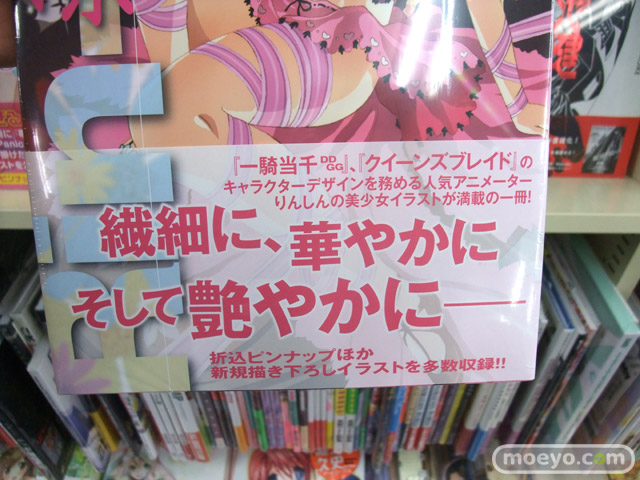 『一騎当千DD GG』、『クイーンズブレイド』の
キャラクターデザインを務める人気アニメーター
りんしんの美少女イラストが満載の一冊!
繊細に、華やかに
そして艶やかに──
折込ピンナップほか
新規描き下ろしイラストを多数収録!!
moeyo.com